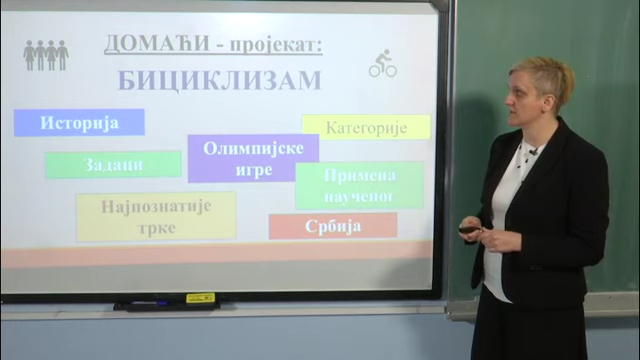 ДОМАЋИ - пројекат:
БИЦИКЛИЗАМ
Историја
Категорије
Олимпијске
игре
Задаци
Примена
наученог
Најпознатије
трке
Србија